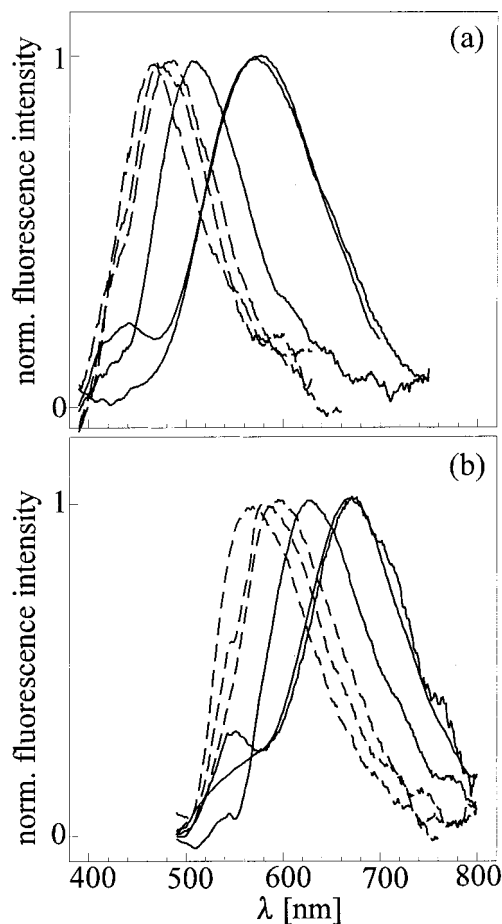 (a)
1
norm. fluorescence intensity
0
(b)
1
norm. fluorescence intensity
0
400 500 600 700 800
λ [nm]